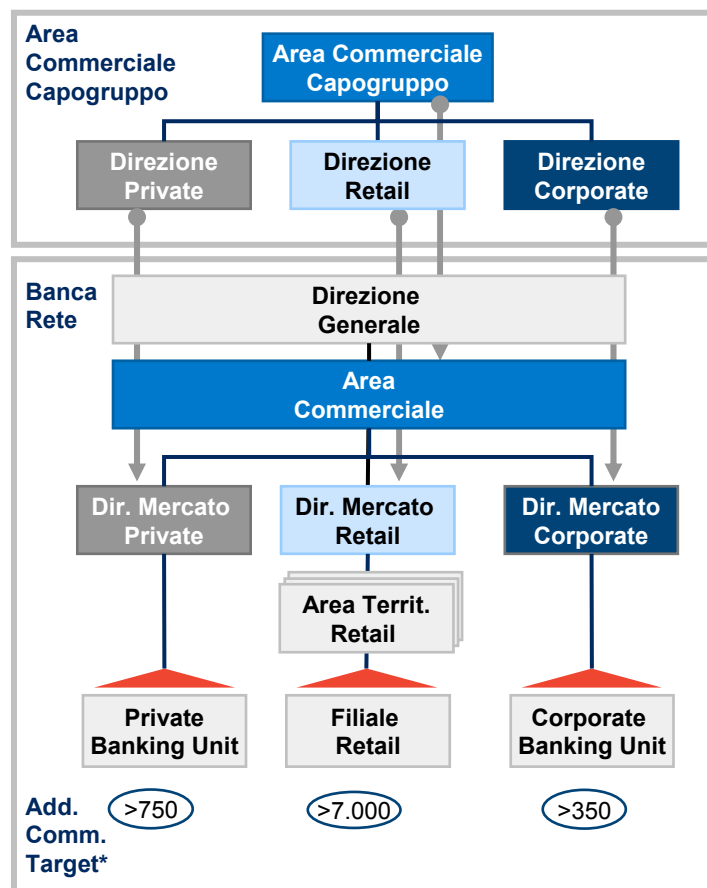 Area
Commerciale
Capogruppo
Area Commerciale
Capogruppo
Direzione
Private
Direzione
Retail
Direzione
Corporate
Banca
Rete
Direzione
Generale
Area
Commerciale
Dir. Mercato
Private
Dir. Mercato
Retail
Dir. Mercato
Corporate
Area Territ.
Retail
Private
Banking Unit
Filiale
Retail
Corporate
Banking Unit
Add.
Comm.
Target*
>750
>7.000
>350